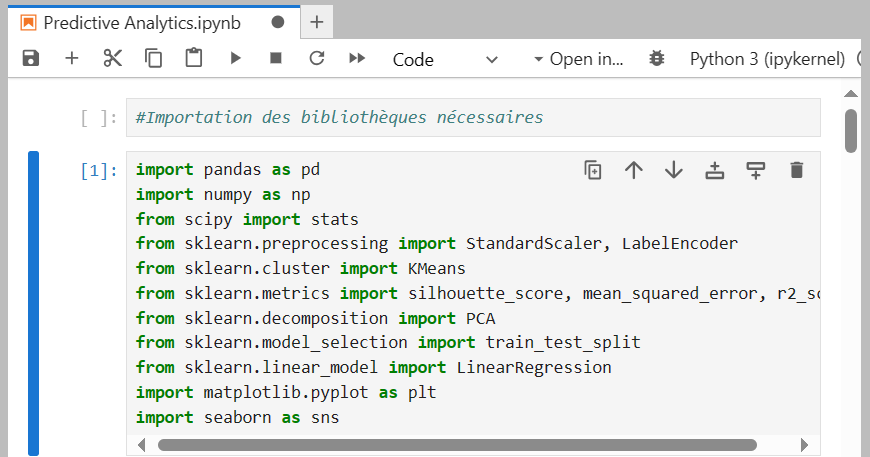 Predictive Analytics.ipynb
Code Open in... Python 3 (ipykernel)
[ ]: #Importation des bibliothèques nécessaires
[1]: import pandas as pd
import numpy as np
from scipy import stats
from sklearn.preprocessing import StandardScaler, LabelEncoder
from sklearn.cluster import KMeans
from sklearn.metrics import silhouette_score, mean_squared_error,
from sklearn.decomposition import PCA
from sklearn.model_selection import train_test_split
from sklearn.linear_model import LinearRegression
import matplotlib.pyplot as plt
import seaborn as sns